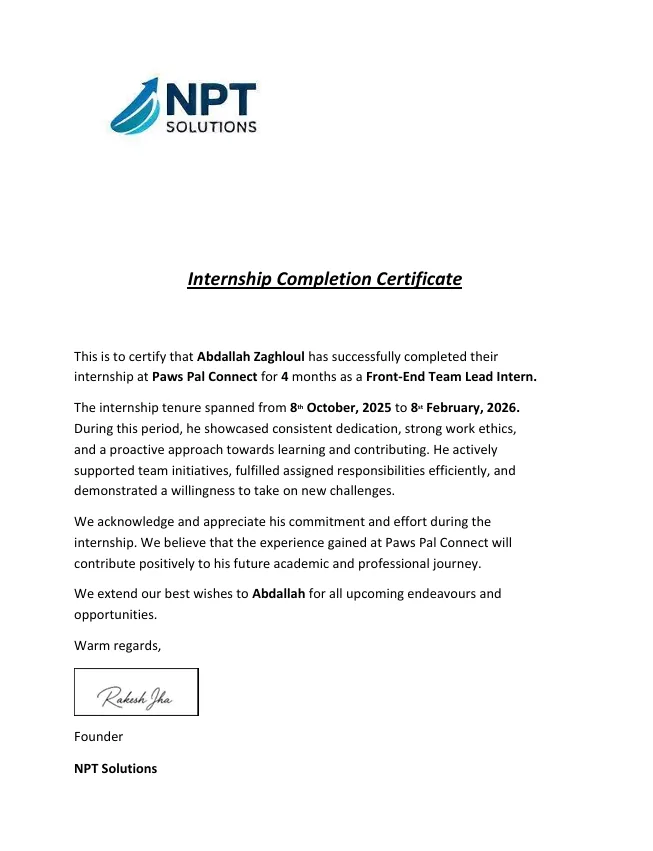 NPT
SOLUTIONS
Internship Completion Certificate
This is to certify that Abdallah Zaghloul has successfully completed their
internship at Paws Pal Connect for 4 months as a Front-End Team Lead Intern.
The internship tenure spanned from 8th October, 2025 to 8st February, 2026.
During this period, he showcased consistent dedication, strong work ethics,
and a proactive approach towards learning and contributing. He actively
supported team initiatives, fulfilled assigned responsibilities efficiently, and
demonstrated a willingness to take on new challenges.
We acknowledge and appreciate his commitment and effort during the
internship. We believe that the experience gained at Paws Pal Connect will
contribute positively to his future academic and professional journey.
We extend our best wishes to Abdallah for all upcoming endeavours and
opportunities.
Warm regards,
Rakesh Jha
Founder
NPT Solutions